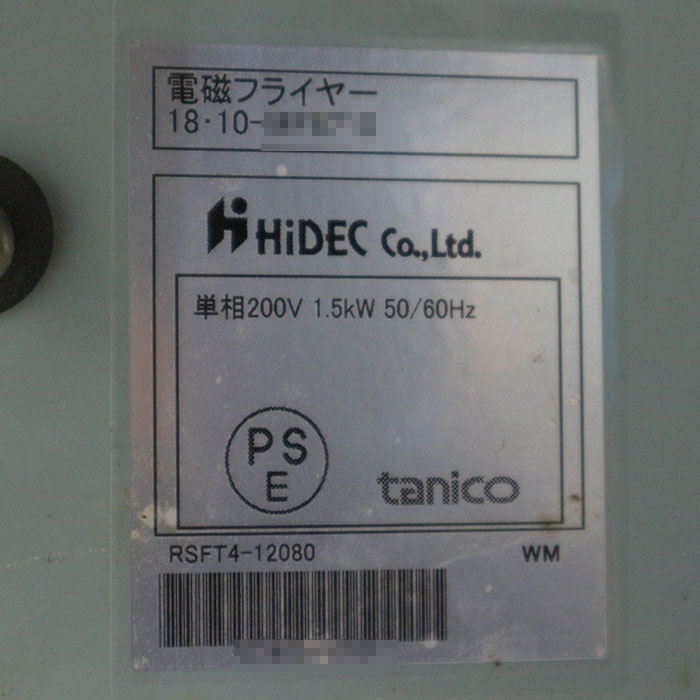 電磁フライヤー
18・10-
HiDEC Co.,Ltd.
単相200V 1.5kW 50/60Hz
PS
E
tanico
RSFT4-12080 WM